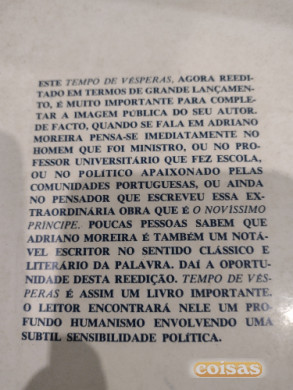 ESTE TEMPO DE VÉSPERAS, AGORA REEDI-
TADO EM TERMOS DE GRANDE LANÇAMEN-
TO, É MUITO IMPORTANTE PARA COMPLE-
TAR A IMAGEM PÚBLICA DO SEU AUTOR.
DE FACTO, QUANDO SE FALA EM ADRIANO
MOREIRA PENSA-SE IMEDIATAMENTE NO
HOMEM QUE FOI MINISTRO, OU NO PRO-
FESSOR UNIVERSITÁRIO QUE FEZ ESCOLA,
OU NO POLÍTICO APAIXONADO PELAS
COMUNIDADES PORTUGUESAS, OU AINDA
NO PENSADOR QUE ESCREVEU ESSA EX-
TRAORDINÁRIA OBRA QUE É O NOVÍSSIMO
PRÍNCIPE. POUCAS PESSOAS SABEM QUE
ADRIANO MOREIRA É TAMBÉM UM NOTÁ-
VEL ESCRITOR NO SENTIDO CLÁSSICO E
LITERÁRIO DA PALAVRA. DAÍ A OPORTU-
NIDADE DESTA REEDIÇÃO. TEMPO DE VÉS-
PERAS É ASSIM UM LIVRO IMPORTANTE.
O LEITOR ENCONTRARÁ NELE UM PRO-
FUNDO HUMANISMO ENVOLVENDO UMA
SUBTIL SENSIBILIDADE POLÍTICA.
coisas